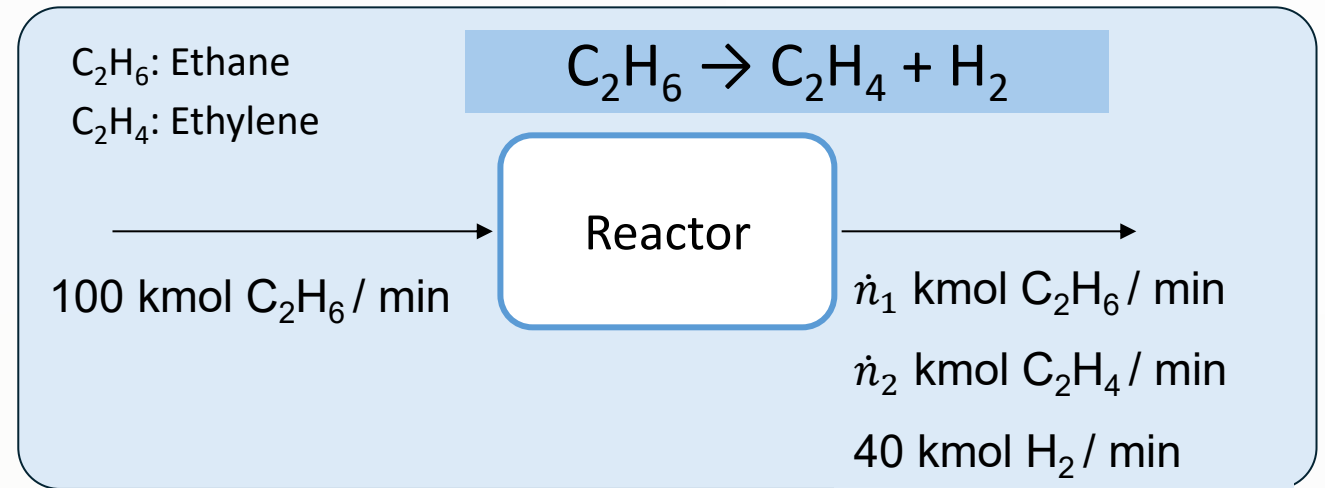 C₂H₆: Ethane
C₂H₄: Ethylene
C₂H₆ → C₂H₄ + H₂
Reactor
100 kmol C₂H₆ / min
ṅ₁ kmol C₂H₆ / min
ṅ₂ kmol C₂H₄ / min
40 kmol H₂ / min